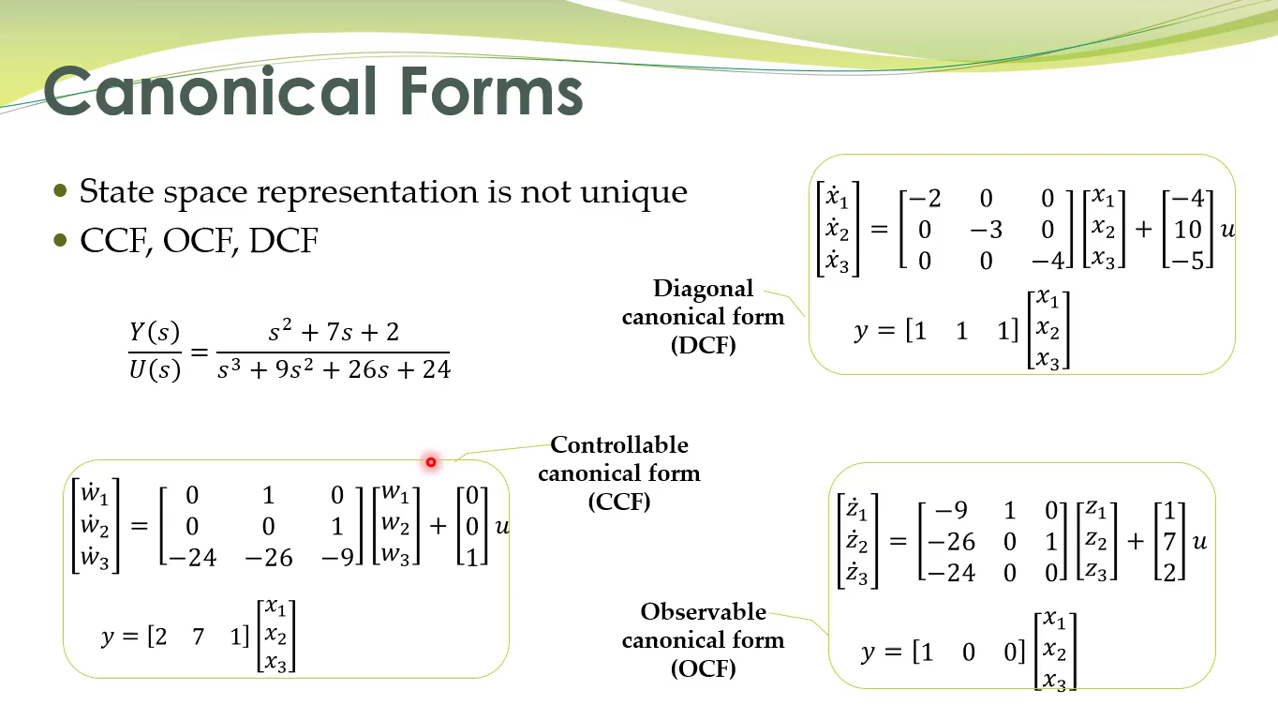 Canonical Forms
• State space representation is not unique
• CCF, OCF, DCF
Y(s)/U(s) = (s² + 7s + 2)/(s³ + 9s² + 26s + 24)
Diagonal
canonical form
(DCF)
[ẋ₁ ẋ₂ ẋ₃] = [−2 0 0; 0 −3 0; 0 0 −4] [x₁ x₂ x₃] + [−4 10 −5] u
y = [1 1 1] [x₁ x₂ x₃]
Controllable
canonical form
(CCF)
[ẇ₁ ẇ₂ ẇ₃] = [0 1 0; 0 0 1; −24 −26 −9] [w₁ w₂ w₃] + [0 0 1] u
y = [2 7 1] [x₁ x₂ x₃]
Observable
canonical form
(OCF)
[ż₁ ż₂ ż₃] = [−9 1 0; −26 0 1; −24 0 0] [z₁ z₂ z₃] + [1 7 2] u
y = [1 0 0] [x₁ x₂ x₃]